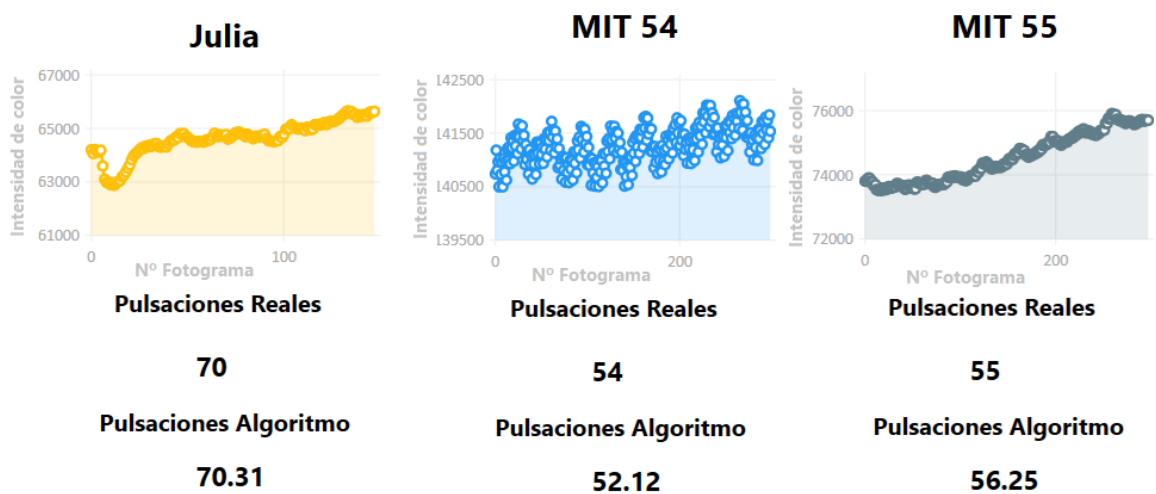 Julia
Intensidad de color
67000
65000
63000
61000
0
100
Nº Fotograma
Pulsaciones Reales
70
Pulsaciones Algoritmo
70.31
MIT 54
Intensidad de color
142500
141500
140500
139500
0
200
Nº Fotograma
Pulsaciones Reales
54
Pulsaciones Algoritmo
52.12
MIT 55
Intensidad de color
76000
74000
72000
0
200
Nº Fotograma
Pulsaciones Reales
55
Pulsaciones Algoritmo
56.25